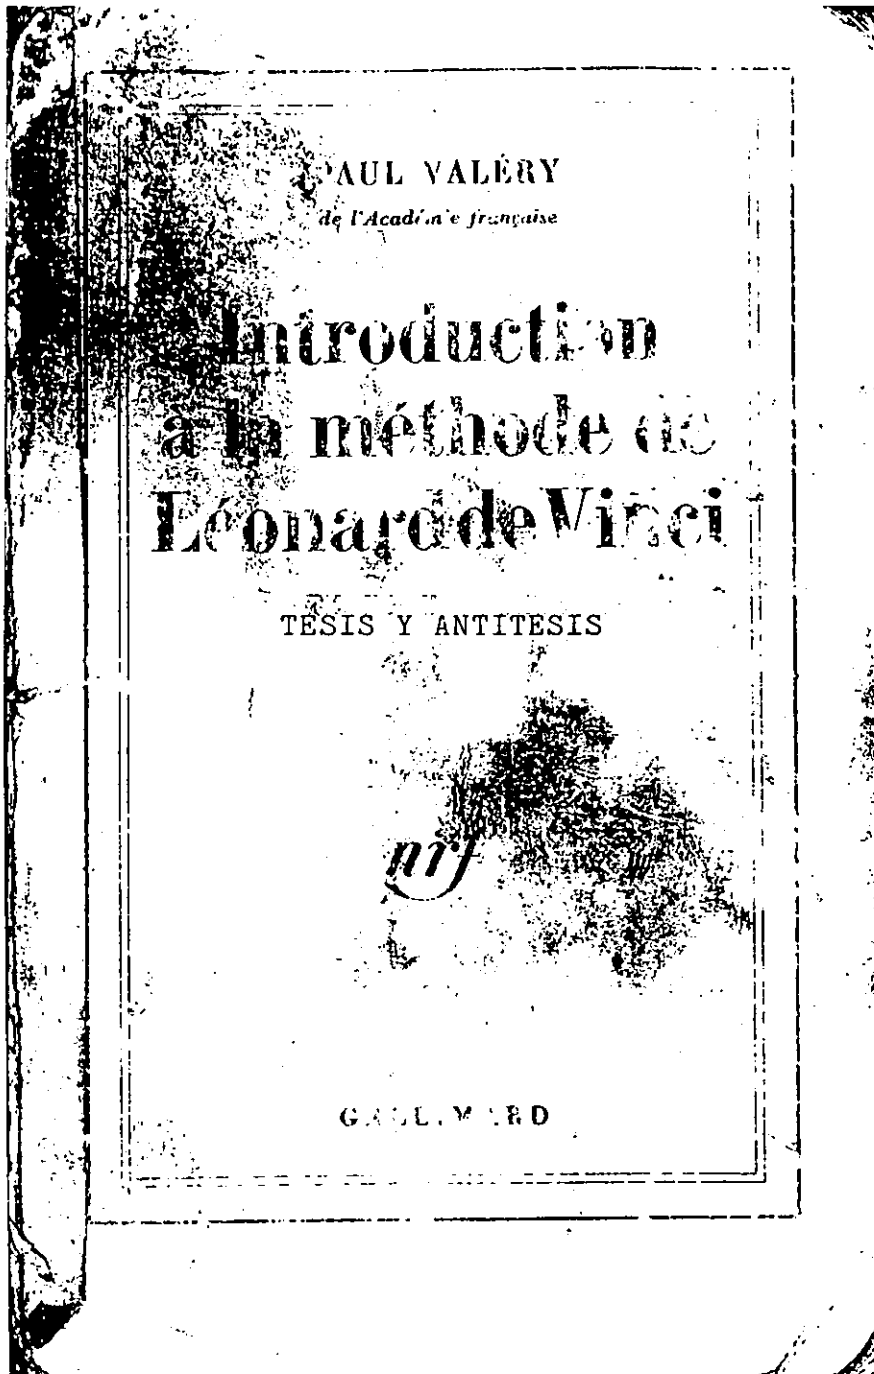 PAUL VALÉRY
de l'Académie française
Introduction
à la méthode de
Léonard de Vinci
TESIS Y ANTITESIS
nrf
GALLIMARD